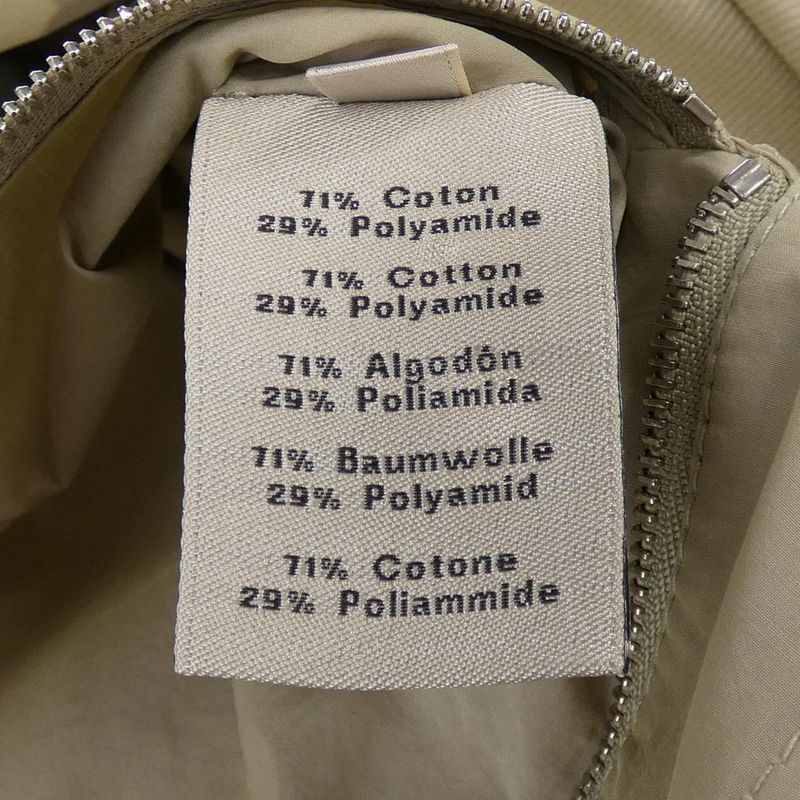 71% Coton
29% Polyamide
71% Cotton
29% Polyamide
71% Algodón
29% Poliamida
71% Baumwolle
29% Polyamid
71% Cotone
29% Poliammide